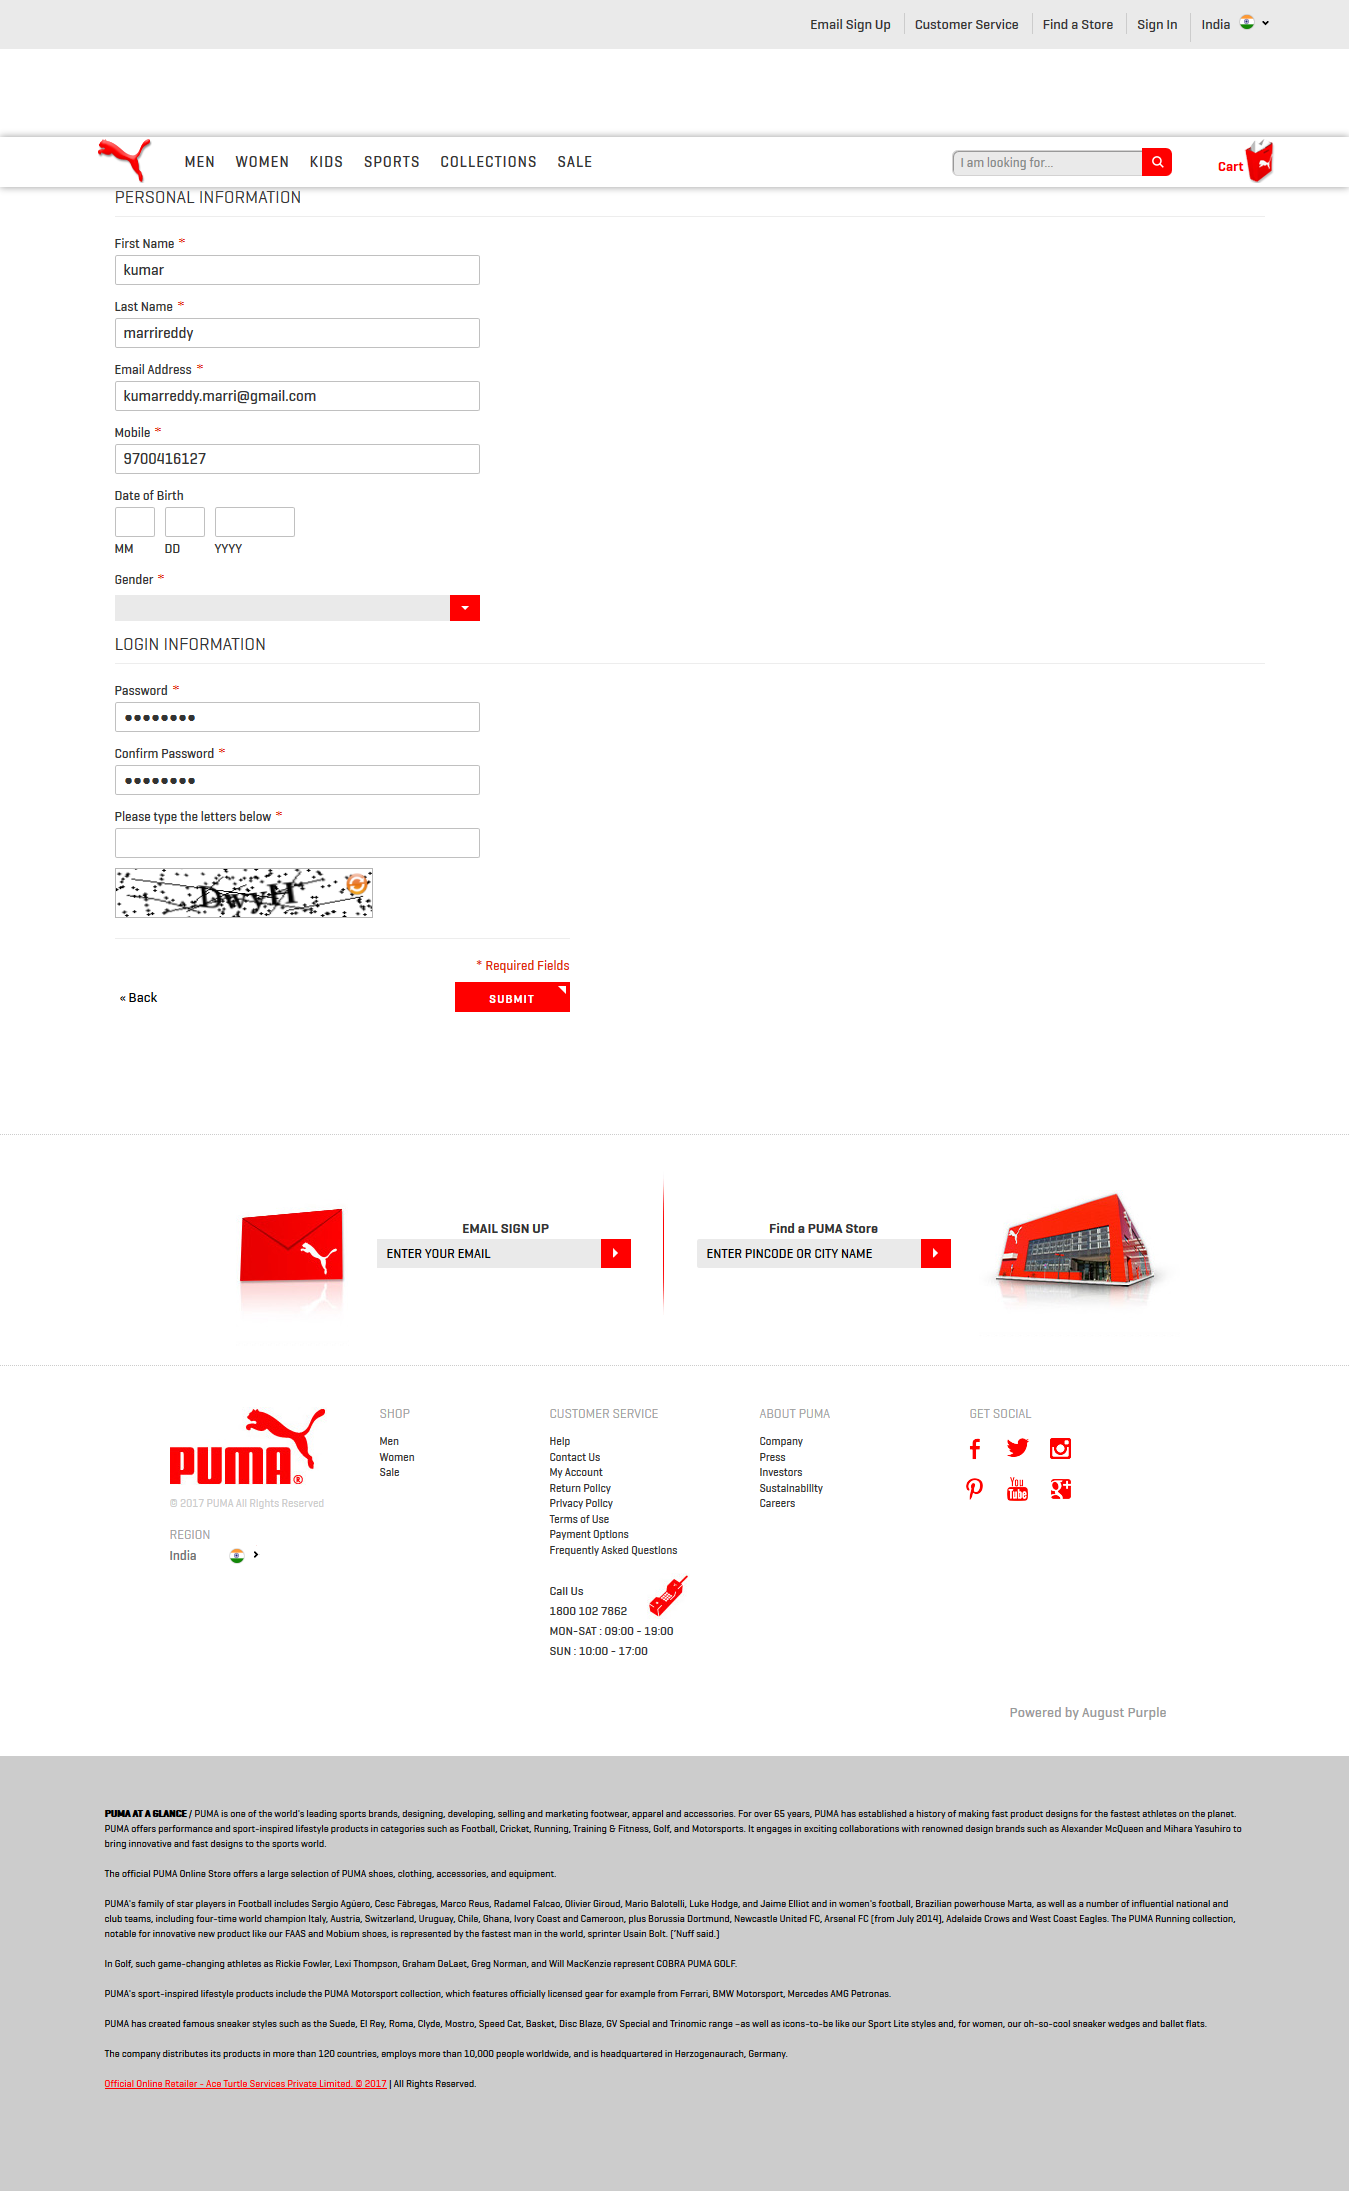 Email Sign Up
Customer Service
Find a Store
Sign In
India
MEN WOMEN KIDS SPORTS COLLECTIONS SALE
I am looking for...
Cart
PERSONAL INFORMATION
First Name *
kumar
Last Name *
marrireddy
Email Address *
kumarreddy.marri@gmail.com
Mobile *
9700416127
Date of Birth
MM DD YYYY
Gender *
LOGIN INFORMATION
Password *
●●●●●●●●
Confirm Password *
●●●●●●●●
Please type the letters below *
DwyH
* Required Fields
« Back
SUBMIT
EMAIL SIGN UP
ENTER YOUR EMAIL
Find a PUMA Store
ENTER PINCODE OR CITY NAME
PUMA®
© 2017 PUMA All Rights Reserved
REGION
India
SHOP
Men
Women
Sale
CUSTOMER SERVICE
Help
Contact Us
My Account
Return Policy
Privacy Policy
Terms of Use
Payment Options
Frequently Asked Questions
Call Us
1800 102 7862
MON-SAT : 09:00 - 19:00
SUN : 10:00 - 17:00
ABOUT PUMA
Company
Press
Investors
Sustainability
Careers
GET SOCIAL
You
Tube
Powered by August Purple
PUMA AT A GLANCE / PUMA is one of the world's leading sports brands, designing, developing, selling and marketing footwear, apparel and accessories. For over 65 years, PUMA has established a history of making fast product designs for the fastest athletes on the planet.
PUMA offers performance and sport-inspired lifestyle products in categories such as Football, Cricket, Running, Training & Fitness, Golf, and Motorsports. It engages in exciting collaborations with renowned design brands such as Alexander McQueen and Mihara Yasuhiro to
bring innovative and fast designs to the sports world.
The official PUMA Online Store offers a large selection of PUMA shoes, clothing, accessories, and equipment.
PUMA's family of star players in Football includes Sergio Agüero, Cesc Fàbregas, Marco Reus, Radamel Falcao, Olivier Giroud, Mario Balotelli, Luke Hodge, and Jaime Elliot and in women's football, Brazilian powerhouse Marta, as well as a number of influential national and
club teams, including four-time world champion Italy, Austria, Switzerland, Uruguay, Chile, Ghana, Ivory Coast and Cameroon, plus Borussia Dortmund, Newcastle United FC, Arsenal FC (from July 2014), Adelaide Crows and West Coast Eagles. The PUMA Running collection,
notable for innovative new product like our FAAS and Mobium shoes, is represented by the fastest man in the world, sprinter Usain Bolt. ('Nuff said.)
In Golf, such game-changing athletes as Rickie Fowler, Lexi Thompson, Graham DeLaet, Greg Norman, and Will MacKenzie represent COBRA PUMA GOLF.
PUMA's sport-inspired lifestyle products include the PUMA Motorsport collection, which features officially licensed gear for example from Ferrari, BMW Motorsport, Mercedes AMG Petronas.
PUMA has created famous sneaker styles such as the Suede, El Rey, Roma, Clyde, Mostro, Speed Cat, Basket, Disc Blaze, GV Special and Trinomic range –as well as icons-to-be like our Sport Lite styles and, for women, our oh-so-cool sneaker wedges and ballet flats.
The company distributes its products in more than 120 countries, employs more than 10,000 people worldwide, and is headquartered in Herzogenaurach, Germany.
Official Online Retailer - Ace Turtle Services Private Limited. © 2017 | All Rights Reserved.